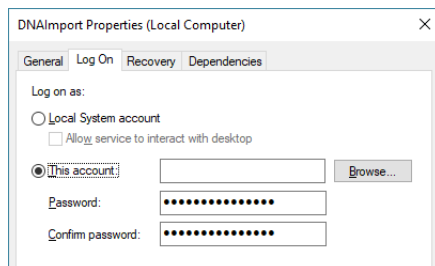 DNAImport Properties (Local Computer)
General Log On Recovery Dependencies
Log on as:
Local System account
Allow service to interact with desktop
This account: Browse...
Password: •••••••••••••••
Confirm password: •••••••••••••••